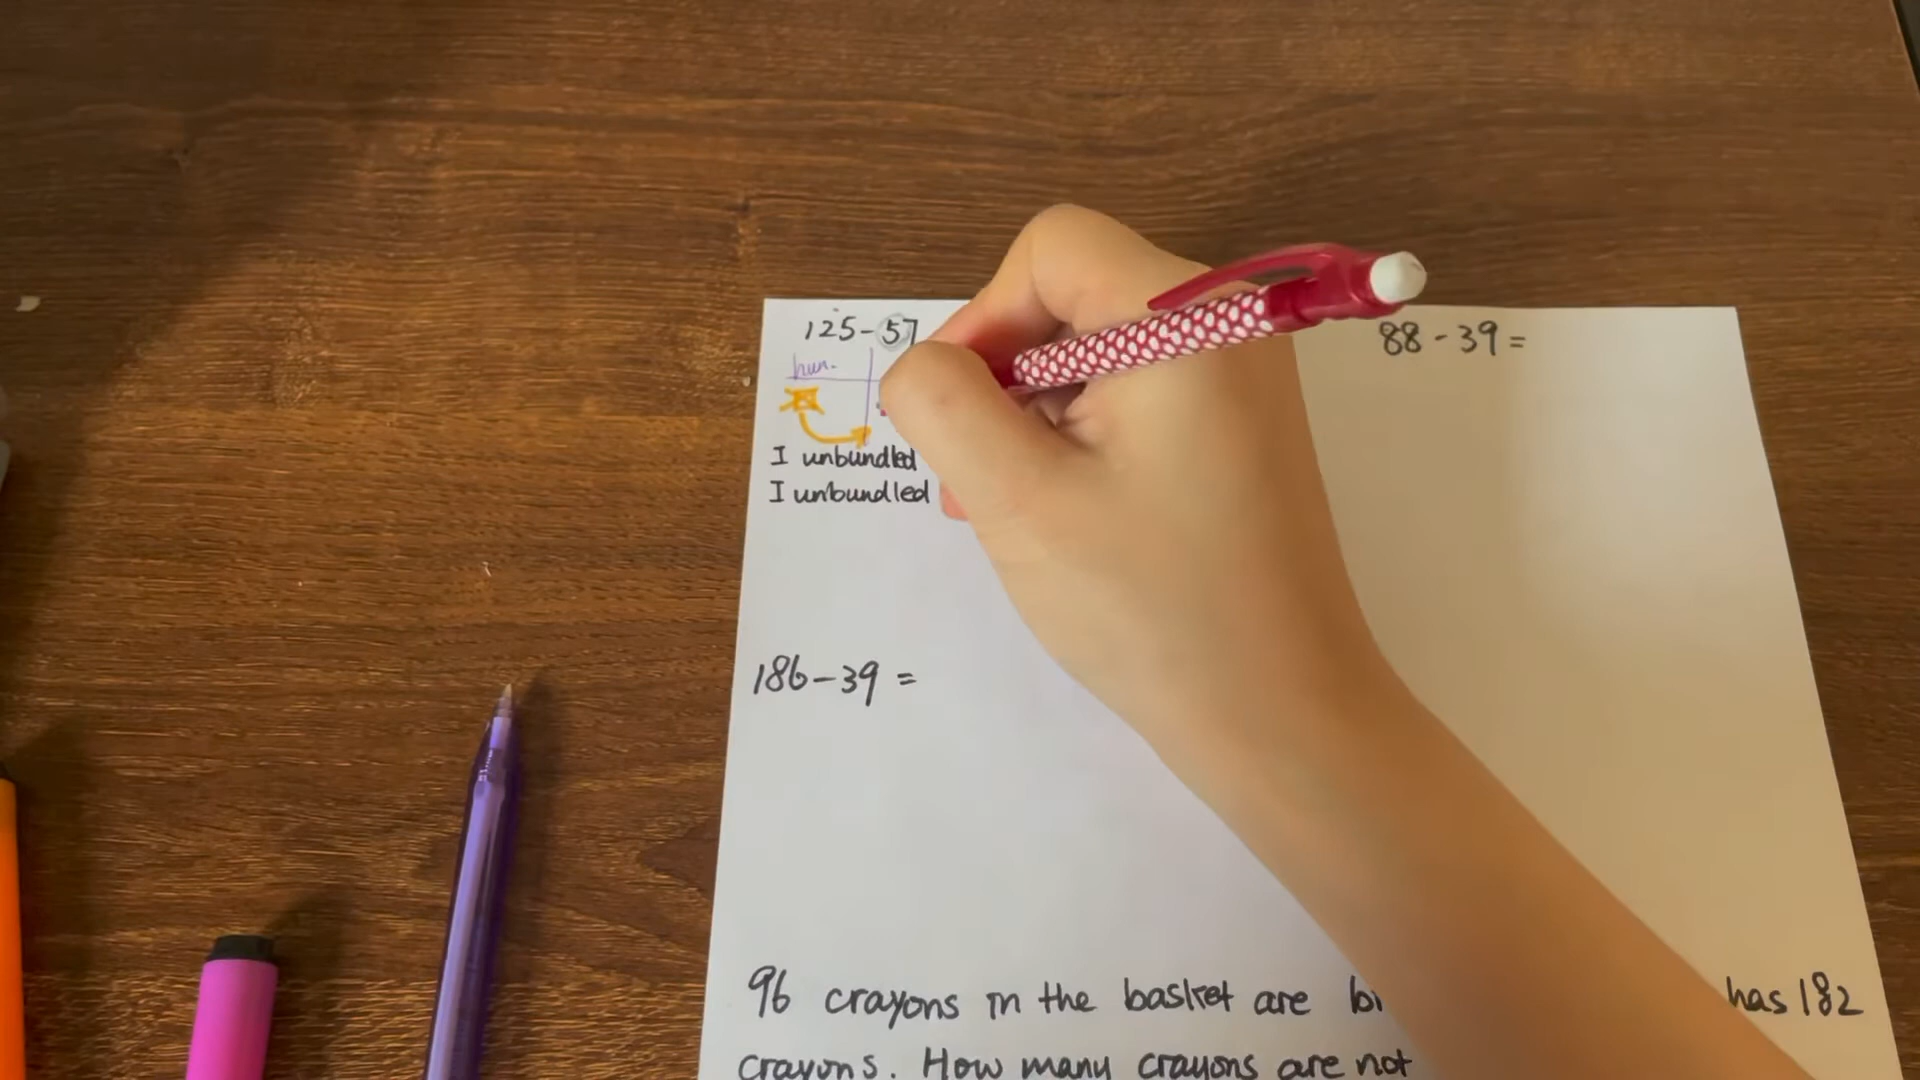 125-57
88-39=
hun.
I unbundled
I unbundled
186-39 =
96 crayons in the basket are has 182
crayons. How many crayons are not